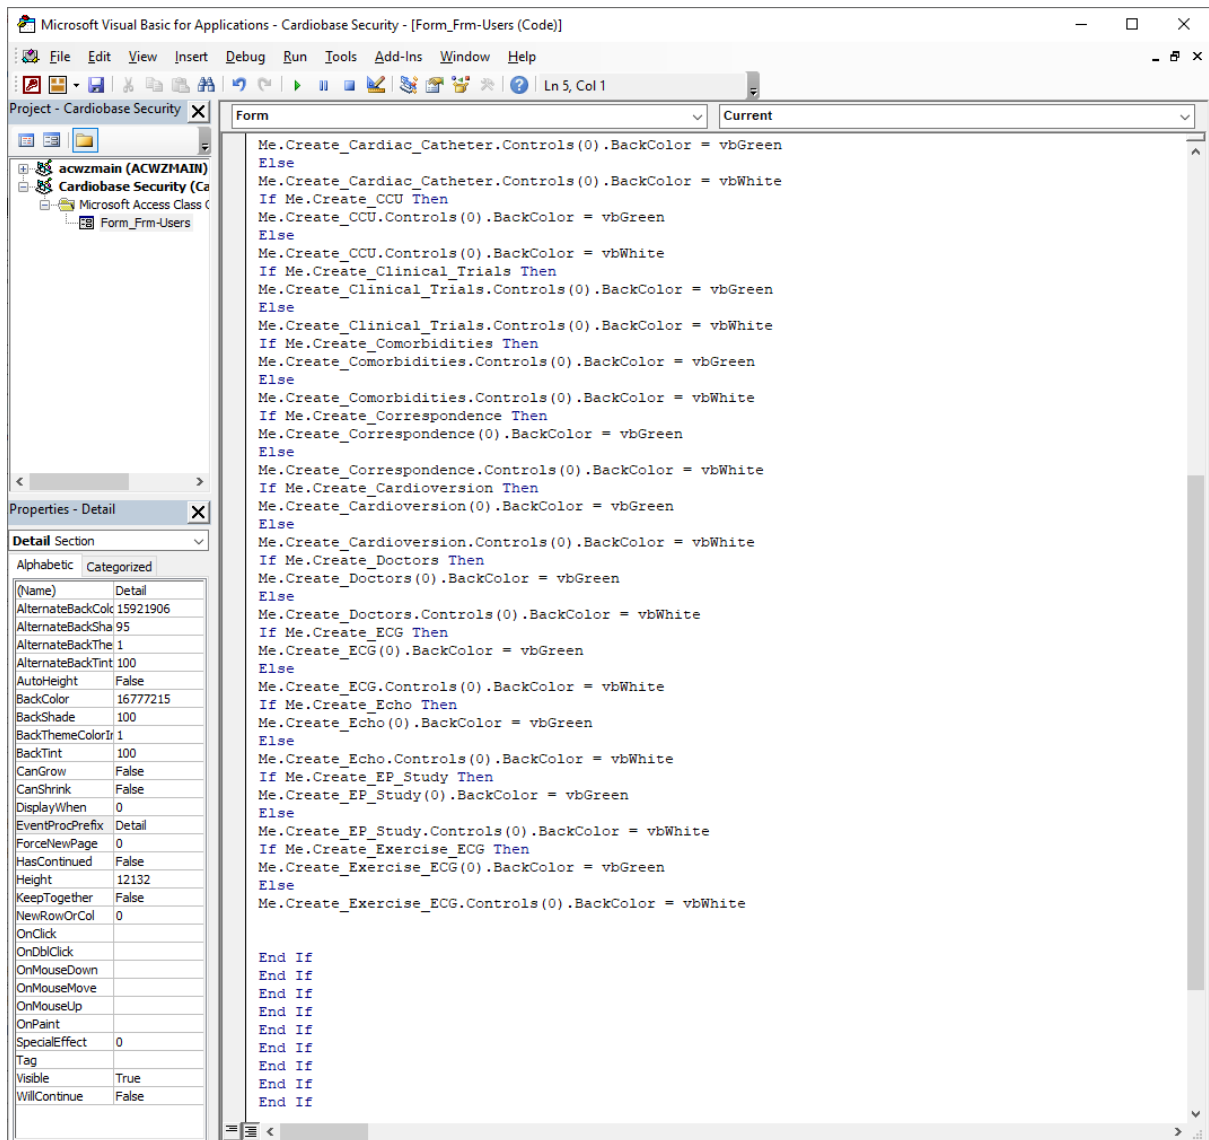 Microsoft Visual Basic for Applications - Cardiobase Security - [Form_Frm-Users (Code)]
File Edit View Insert Debug Run Tools Add-Ins Window Help
Ln 5, Col 1
Project - Cardiobase Security
acwzmain (ACWZMAIN)
Cardiobase Security (Ca
Microsoft Access Class O
Form_Frm-Users
Properties - Detail
Detail Section
Alphabetic Categorized
(Name) Detail
AlternateBackColo 15921906
AlternateBackSha 95
AlternateBackThe 1
AlternateBackTint 100
AutoHeight False
BackColor 16777215
BackShade 100
BackThemeColorIn 1
BackTint 100
CanGrow False
CanShrink False
DisplayWhen 0
EventProcPrefix Detail
ForceNewPage 0
HasContinued False
Height 12132
KeepTogether False
NewRowOrCol 0
OnClick
OnDblClick
OnMouseDown
OnMouseMove
OnMouseUp
OnPaint
SpecialEffect 0
Tag
Visible True
WillContinue False
Form Current
Me.Create_Cardiac_Catheter.Controls(0).BackColor = vbGreen
Else
Me.Create_Cardiac_Catheter.Controls(0).BackColor = vbWhite
If Me.Create_CCU Then
Me.Create_CCU.Controls(0).BackColor = vbGreen
Else
Me.Create_CCU.Controls(0).BackColor = vbWhite
If Me.Create_Clinical_Trials Then
Me.Create_Clinical_Trials.Controls(0).BackColor = vbGreen
Else
Me.Create_Clinical_Trials.Controls(0).BackColor = vbWhite
If Me.Create_Comorbidities Then
Me.Create_Comorbidities.Controls(0).BackColor = vbGreen
Else
Me.Create_Comorbidities.Controls(0).BackColor = vbWhite
If Me.Create_Correspondence Then
Me.Create_Correspondence(0).BackColor = vbGreen
Else
Me.Create_Correspondence.Controls(0).BackColor = vbWhite
If Me.Create_Cardioversion Then
Me.Create_Cardioversion(0).BackColor = vbGreen
Else
Me.Create_Cardioversion.Controls(0).BackColor = vbWhite
If Me.Create_Doctors Then
Me.Create_Doctors(0).BackColor = vbGreen
Else
Me.Create_Doctors.Controls(0).BackColor = vbWhite
If Me.Create_ECG Then
Me.Create_ECG(0).BackColor = vbGreen
Else
Me.Create_ECG.Controls(0).BackColor = vbWhite
If Me.Create_Echo Then
Me.Create_Echo(0).BackColor = vbGreen
Else
Me.Create_Echo.Controls(0).BackColor = vbWhite
If Me.Create_EP_Study Then
Me.Create_EP_Study(0).BackColor = vbGreen
Else
Me.Create_EP_Study.Controls(0).BackColor = vbWhite
If Me.Create_Exercise_ECG Then
Me.Create_Exercise_ECG(0).BackColor = vbGreen
Else
Me.Create_Exercise_ECG.Controls(0).BackColor = vbWhite
End If
End If
End If
End If
End If
End If
End If
End If
End If